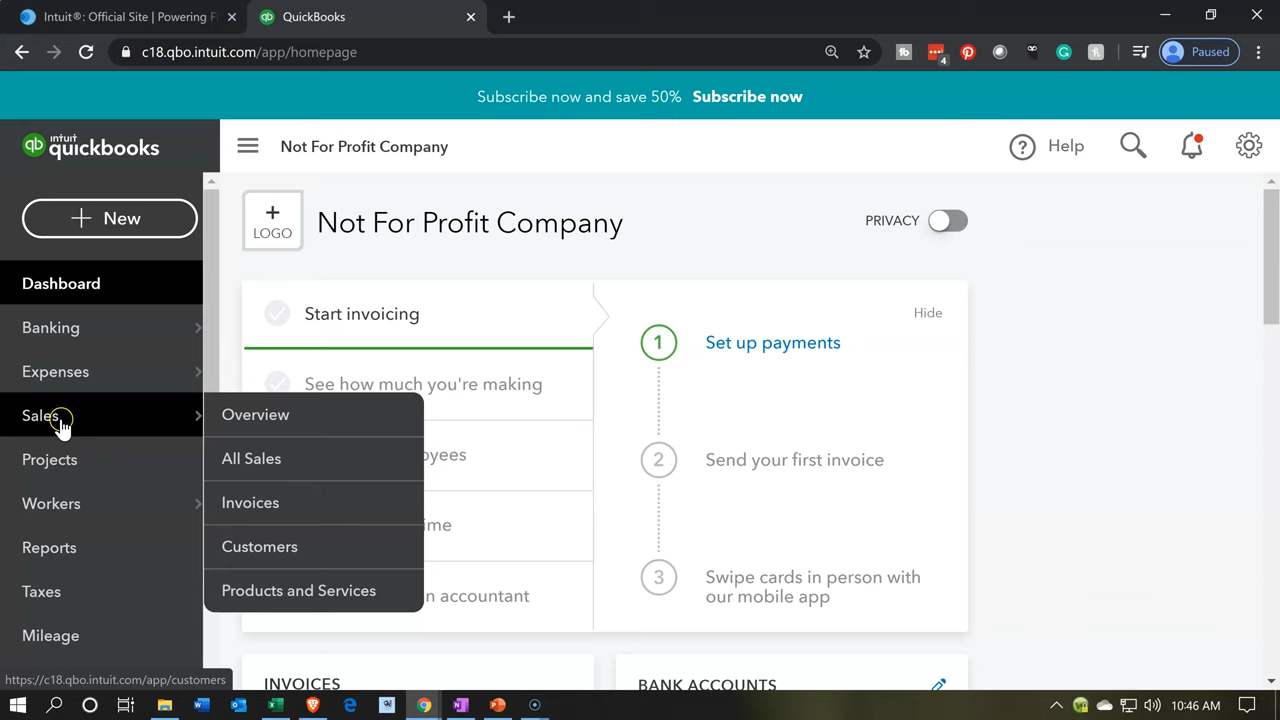 Intuit®: Official Site | Powering F
QuickBooks
c18.qbo.intuit.com/app/homepage
4
Paused
Subscribe now and save 50% Subscribe now
qb intuit quickbooks
Not For Profit Company
? Help
+ New
+
LOGO
Not For Profit Company
PRIVACY
Dashboard
Banking
Expenses
Sales
Projects
Workers
Reports
Taxes
Mileage
Overview
All Sales
Invoices
Customers
Products and Services
Start invoicing
See how much you're making
oyees
ime
n accountant
Hide
1 Set up payments
2 Send your first invoice
3 Swipe cards in person with
our mobile app
INVOICES
BANK ACCOUNTS
https://c18.qbo.intuit.com/app/customers
10:46 AM